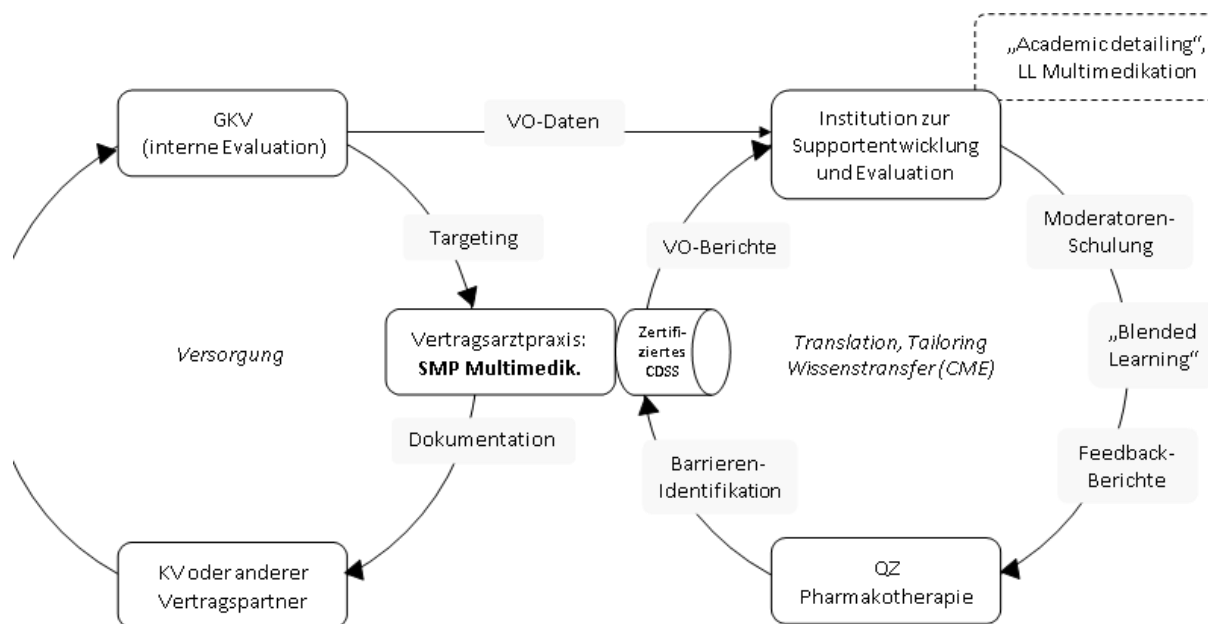 „Academic detailing“,
LL Multimedikation
GKV
(interne Evaluation)
VO-Daten
Institution zur
Supportentwicklung
und Evaluation
Targeting
VO-Berichte
Moderatoren-
Schulung
Versorgung
Vertragsarztpraxis:
SMP Multimedik.
Zertifi-
ziertes
CDSS
Translation, Tailoring
Wissenstransfer (CME)
„Blended
Learning“
Dokumentation
Barrieren-
Identifikation
Feedback-
Berichte
KV oder anderer
Vertragspartner
QZ
Pharmakotherapie